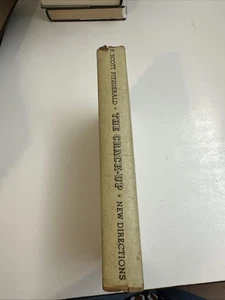 F. SCOTT FITZGERALD • THE CRACK-UP • NEW DIRECTIONS